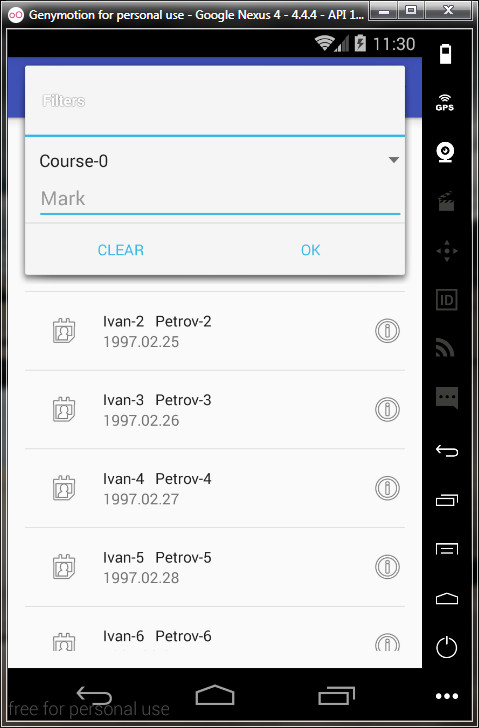 Genymotion for personal use - Google Nexus 4 - 4.4.4 - API 1...
11:30
GPS
Filters
Course-0
Mark
CLEAR
OK
ID
Ivan-2 Petrov-2
1997.02.25
Ivan-3 Petrov-3
1997.02.26
Ivan-4 Petrov-4
1997.02.27
Ivan-5 Petrov-5
1997.02.28
Ivan-6 Petrov-6
free for personal use